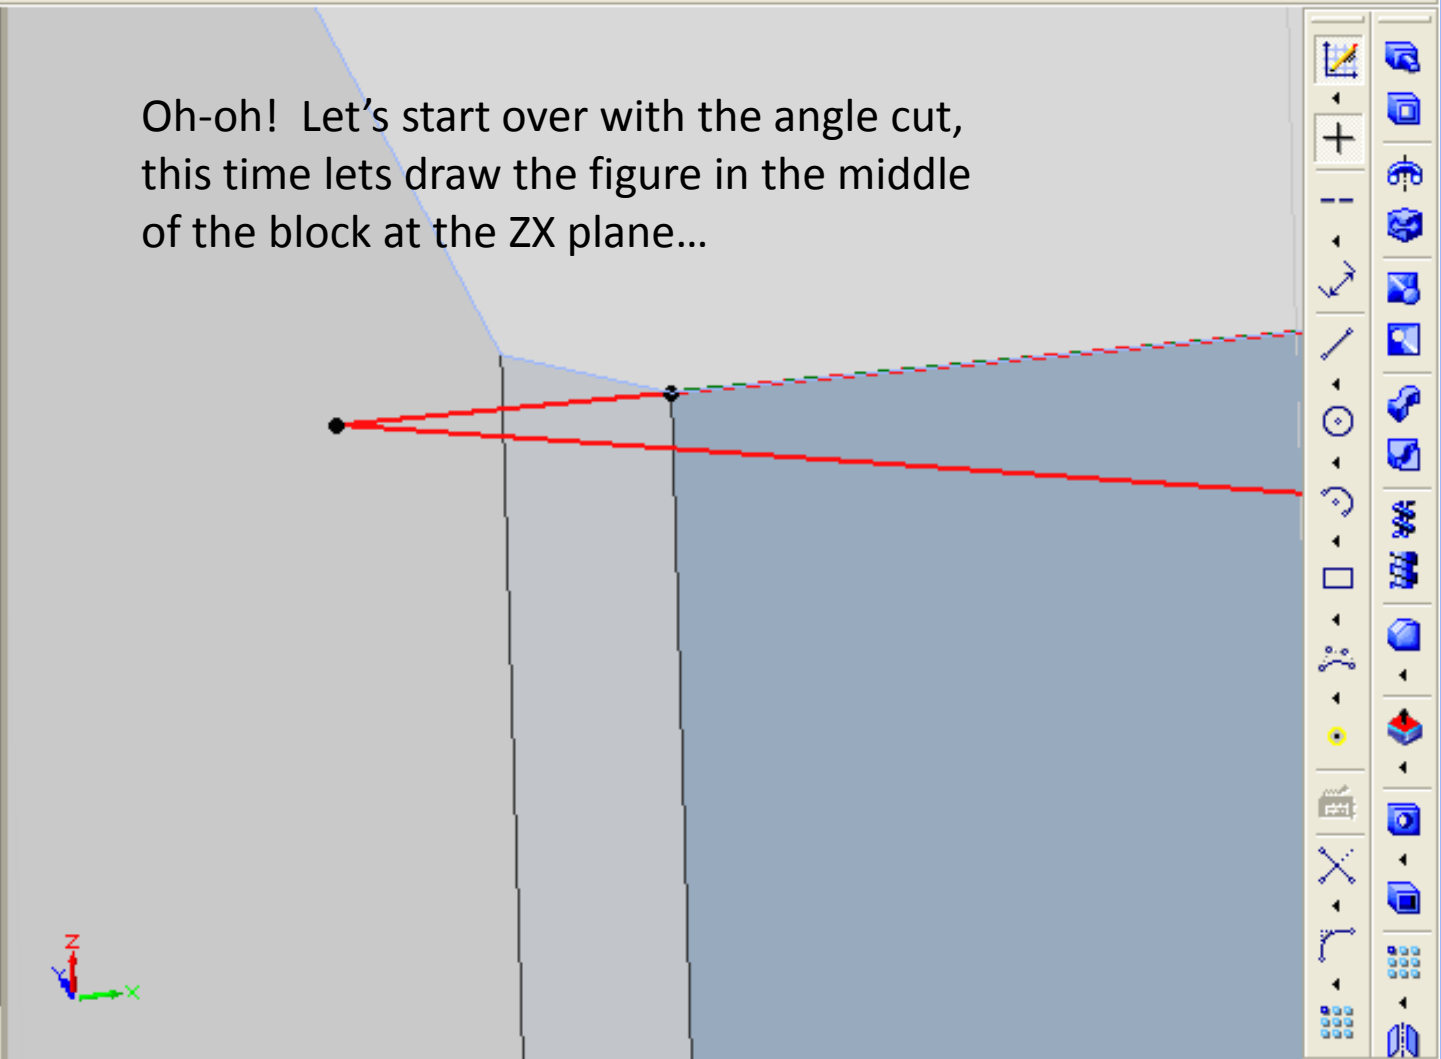 Oh-oh!  Let’s start over with the angle cut,
this time lets draw the figure in the middle
of the block at the ZX plane…
Z
Y
X